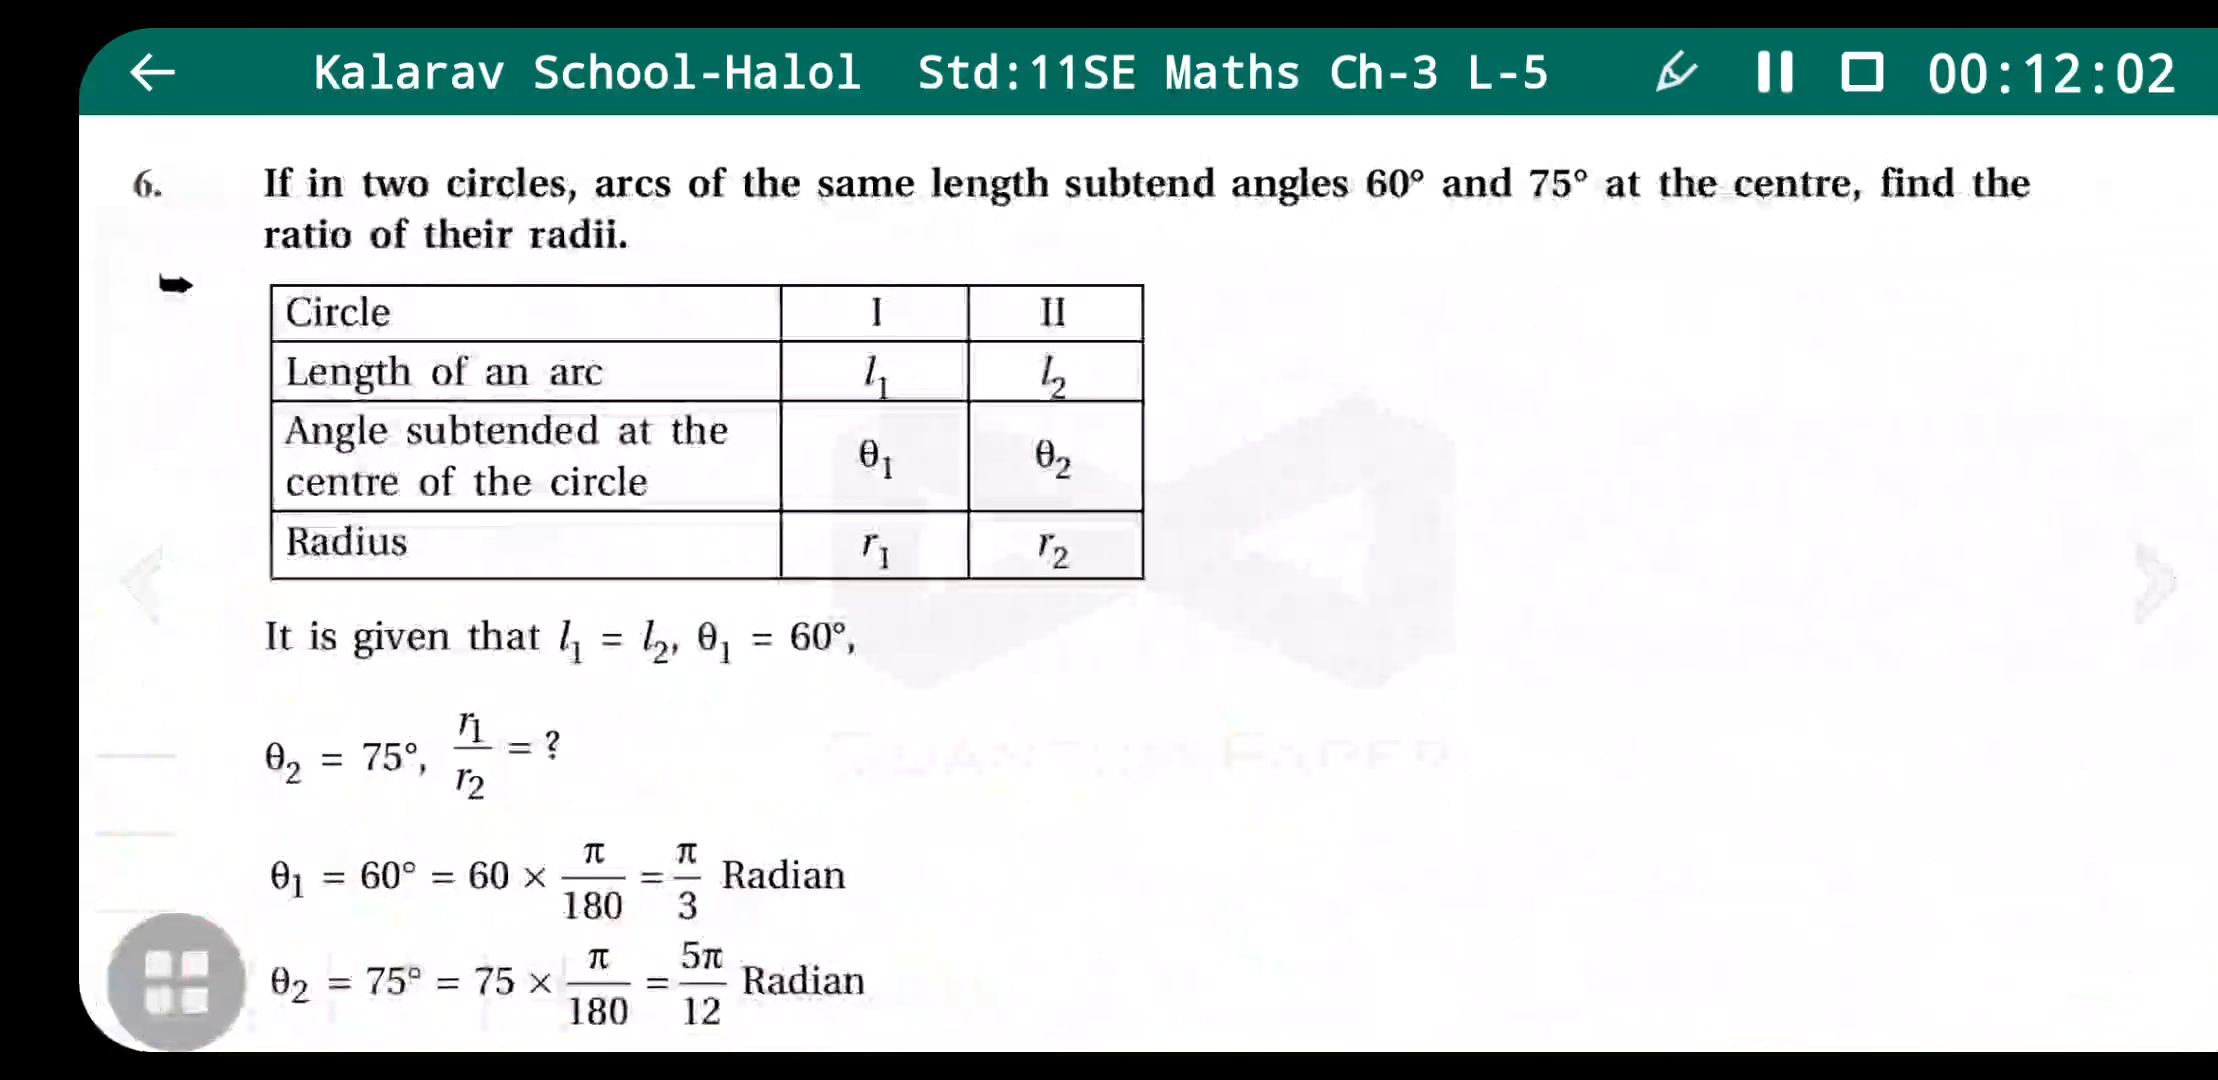 Kalarav School-Halol Std:11SE Maths Ch-3 L-5 00:12:02
6. If in two circles, arcs of the same length subtend angles 60° and 75° at the centre, find the
ratio of their radii.
Circle I II
Length of an arc l₁ l₂
Angle subtended at the
centre of the circle θ₁ θ₂
Radius r₁ r₂
It is given that l₁ = l₂, θ₁ = 60°,
θ₂ = 75°, r₁/r₂ = ?
θ₁ = 60° = 60 × π/180 = π/3 Radian
θ₂ = 75° = 75 × π/180 = 5π/12 Radian